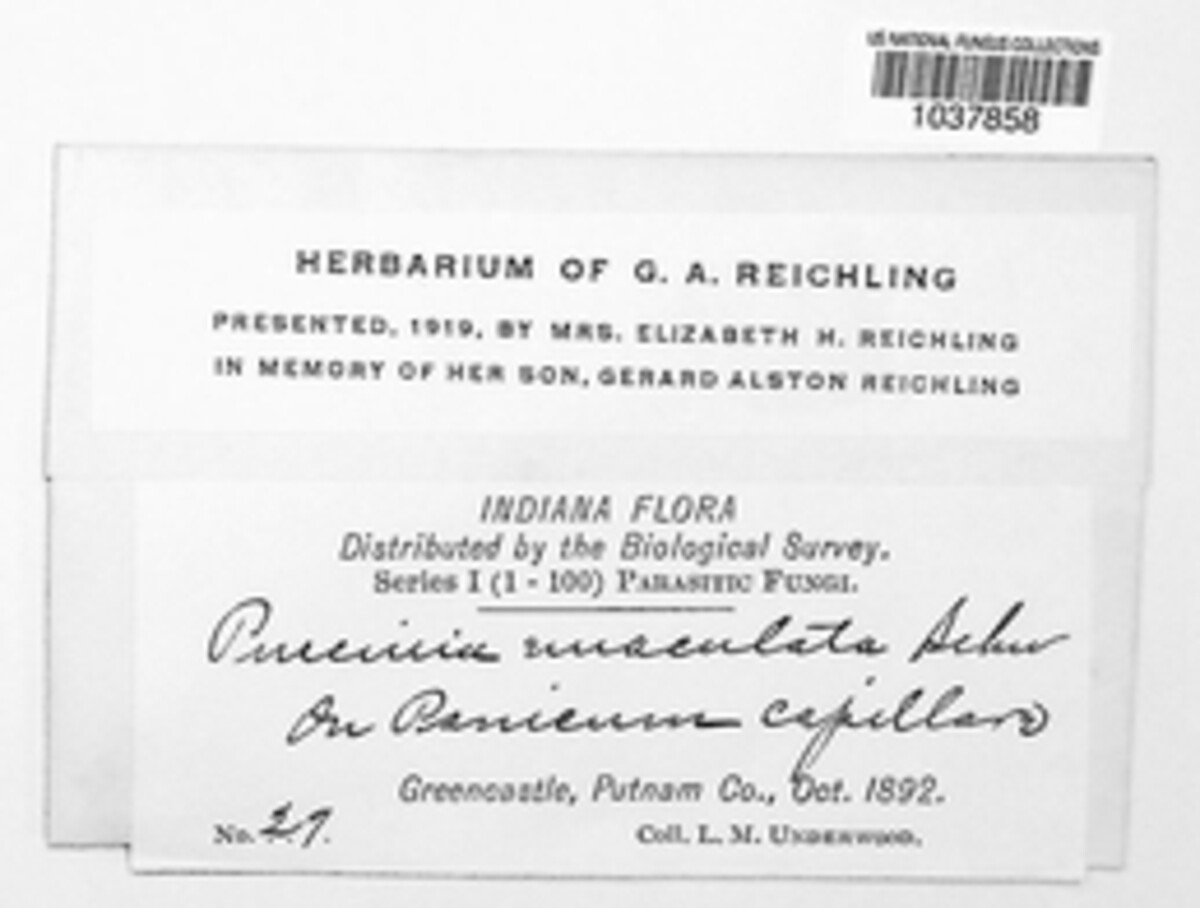 US NATIONAL FUNGUS COLLECTIONS
1037858
HERBARIUM OF G. A. REICHLING
PRESENTED, 1919, BY MRS. ELIZABETH H. REICHLING
IN MEMORY OF HER SON, GERARD ALSTON REICHLING
INDIANA FLORA
Distributed by the Biological Survey.
Series I (1 - 100) PARASITIC FUNGI.
Puccinia emaculata Schw
On Panicum capillare
Greencastle, Putnam Co., Oct. 1892.
No. 29. Coll. L. M. UNDERWOOD.